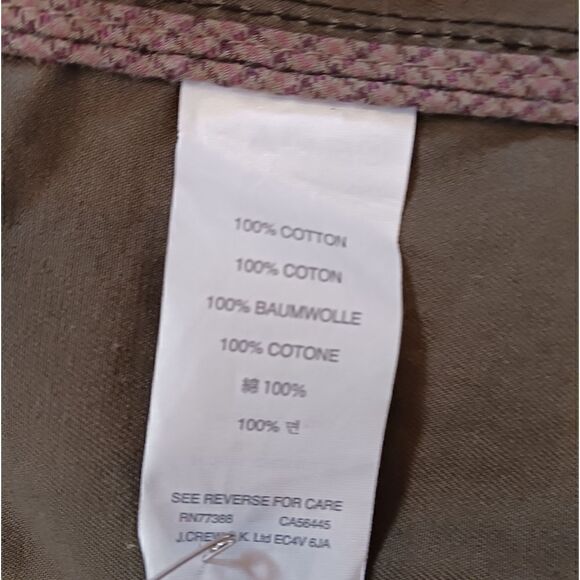 100% COTTON
100% COTON
100% BAUMWOLLE
100% COTONE
綿 100%
100% 면
SEE REVERSE FOR CARE
RN77388 CA56445
J.CREW K. Ltd EC4V 6JA